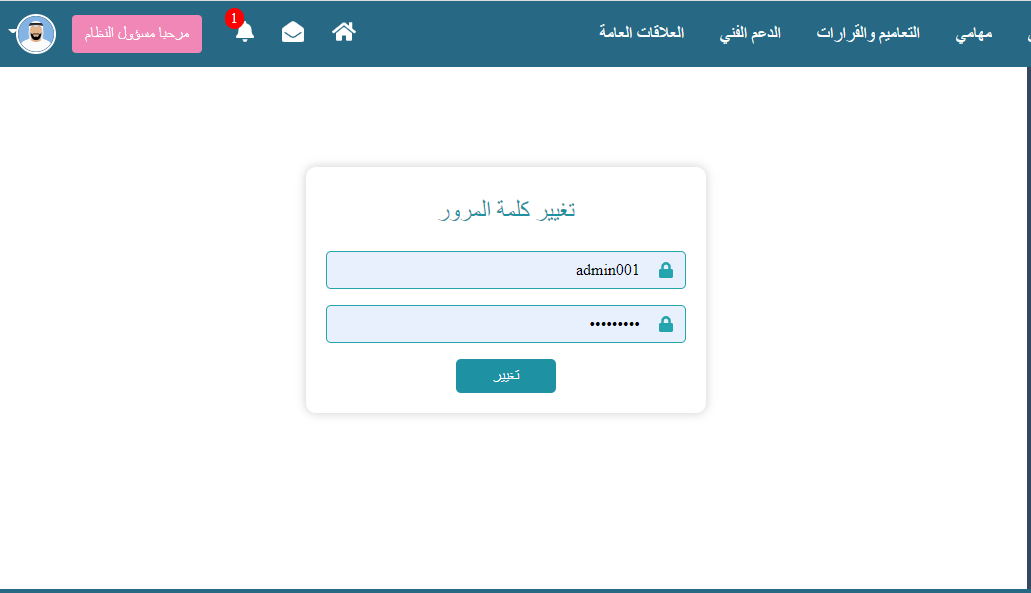 مهامي
التعاميم والقرارات
الدعم الفني
العلاقات العامة
1
مرحبا مسؤول النظام
تغيير كلمة المرور
admin001
•••••••••
تغيير